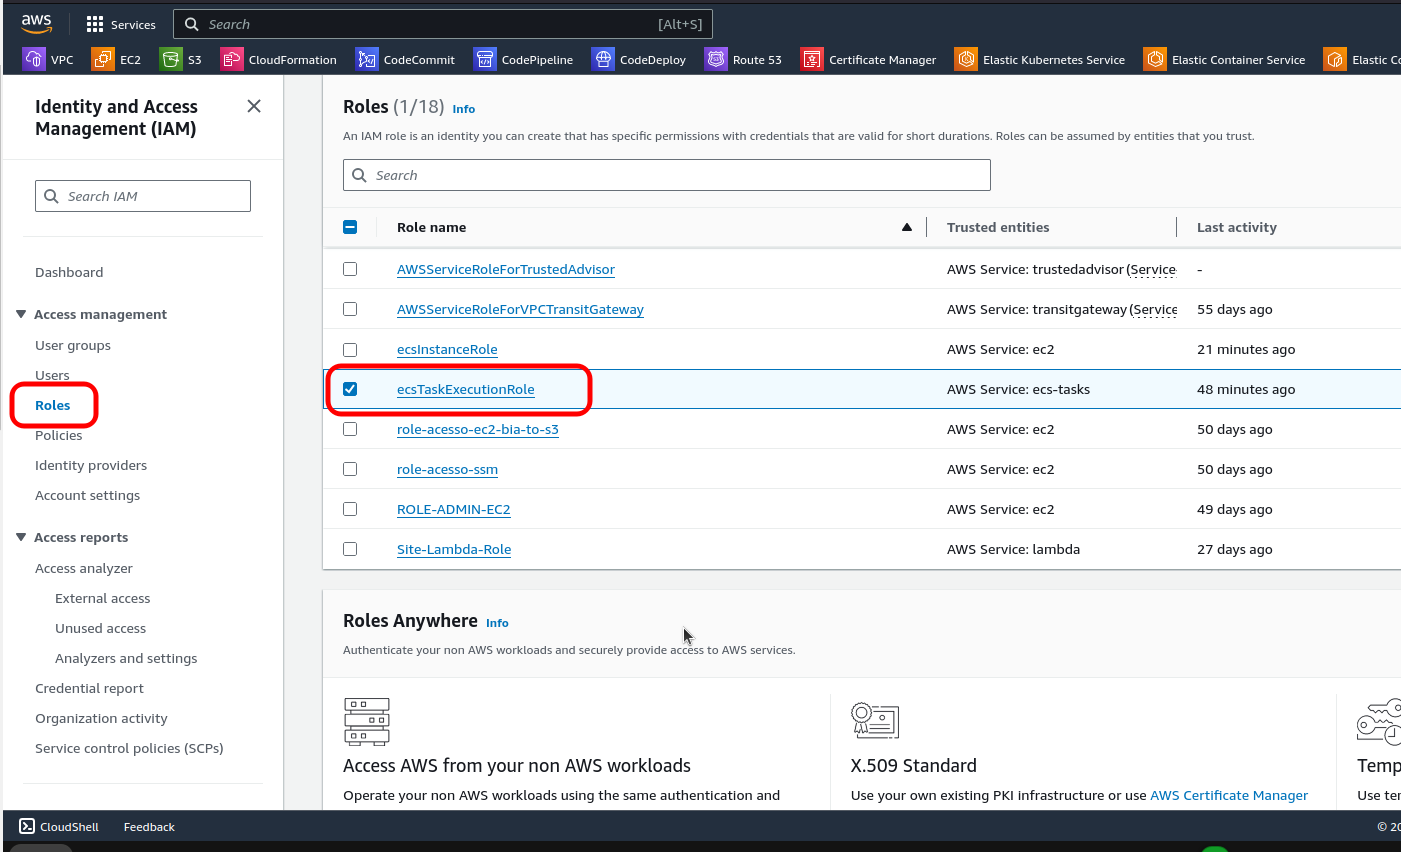 aws Services Search [Alt+S]
VPC EC2 S3 CloudFormation CodeCommit CodePipeline CodeDeploy Route 53 Certificate Manager Elastic Kubernetes Service Elastic Container Service Elastic Co
Identity and Access
Management (IAM)
Search IAM
Dashboard
Access management
User groups
Users
Roles
Policies
Identity providers
Account settings
Access reports
Access analyzer
External access
Unused access
Analyzers and settings
Credential report
Organization activity
Service control policies (SCPs)
Roles (1/18) Info
An IAM role is an identity you can create that has specific permissions with credentials that are valid for short durations. Roles can be assumed by entities that you trust.
Search
Role name Trusted entities Last activity
AWSServiceRoleForTrustedAdvisor AWS Service: trustedadvisor (Service -
AWSServiceRoleForVPCTransitGateway AWS Service: transitgateway (Service 55 days ago
ecsInstanceRole AWS Service: ec2 21 minutes ago
ecsTaskExecutionRole AWS Service: ecs-tasks 48 minutes ago
role-acesso-ec2-bia-to-s3 AWS Service: ec2 50 days ago
role-acesso-ssm AWS Service: ec2 50 days ago
ROLE-ADMIN-EC2 AWS Service: ec2 49 days ago
Site-Lambda-Role AWS Service: lambda 27 days ago
Roles Anywhere Info
Authenticate your non AWS workloads and securely provide access to AWS services.
Access AWS from your non AWS workloads
Operate your non AWS workloads using the same authentication and
X.509 Standard
Use your own existing PKI infrastructure or use AWS Certificate Manager
Temp
Use ter
CloudShell Feedback © 20